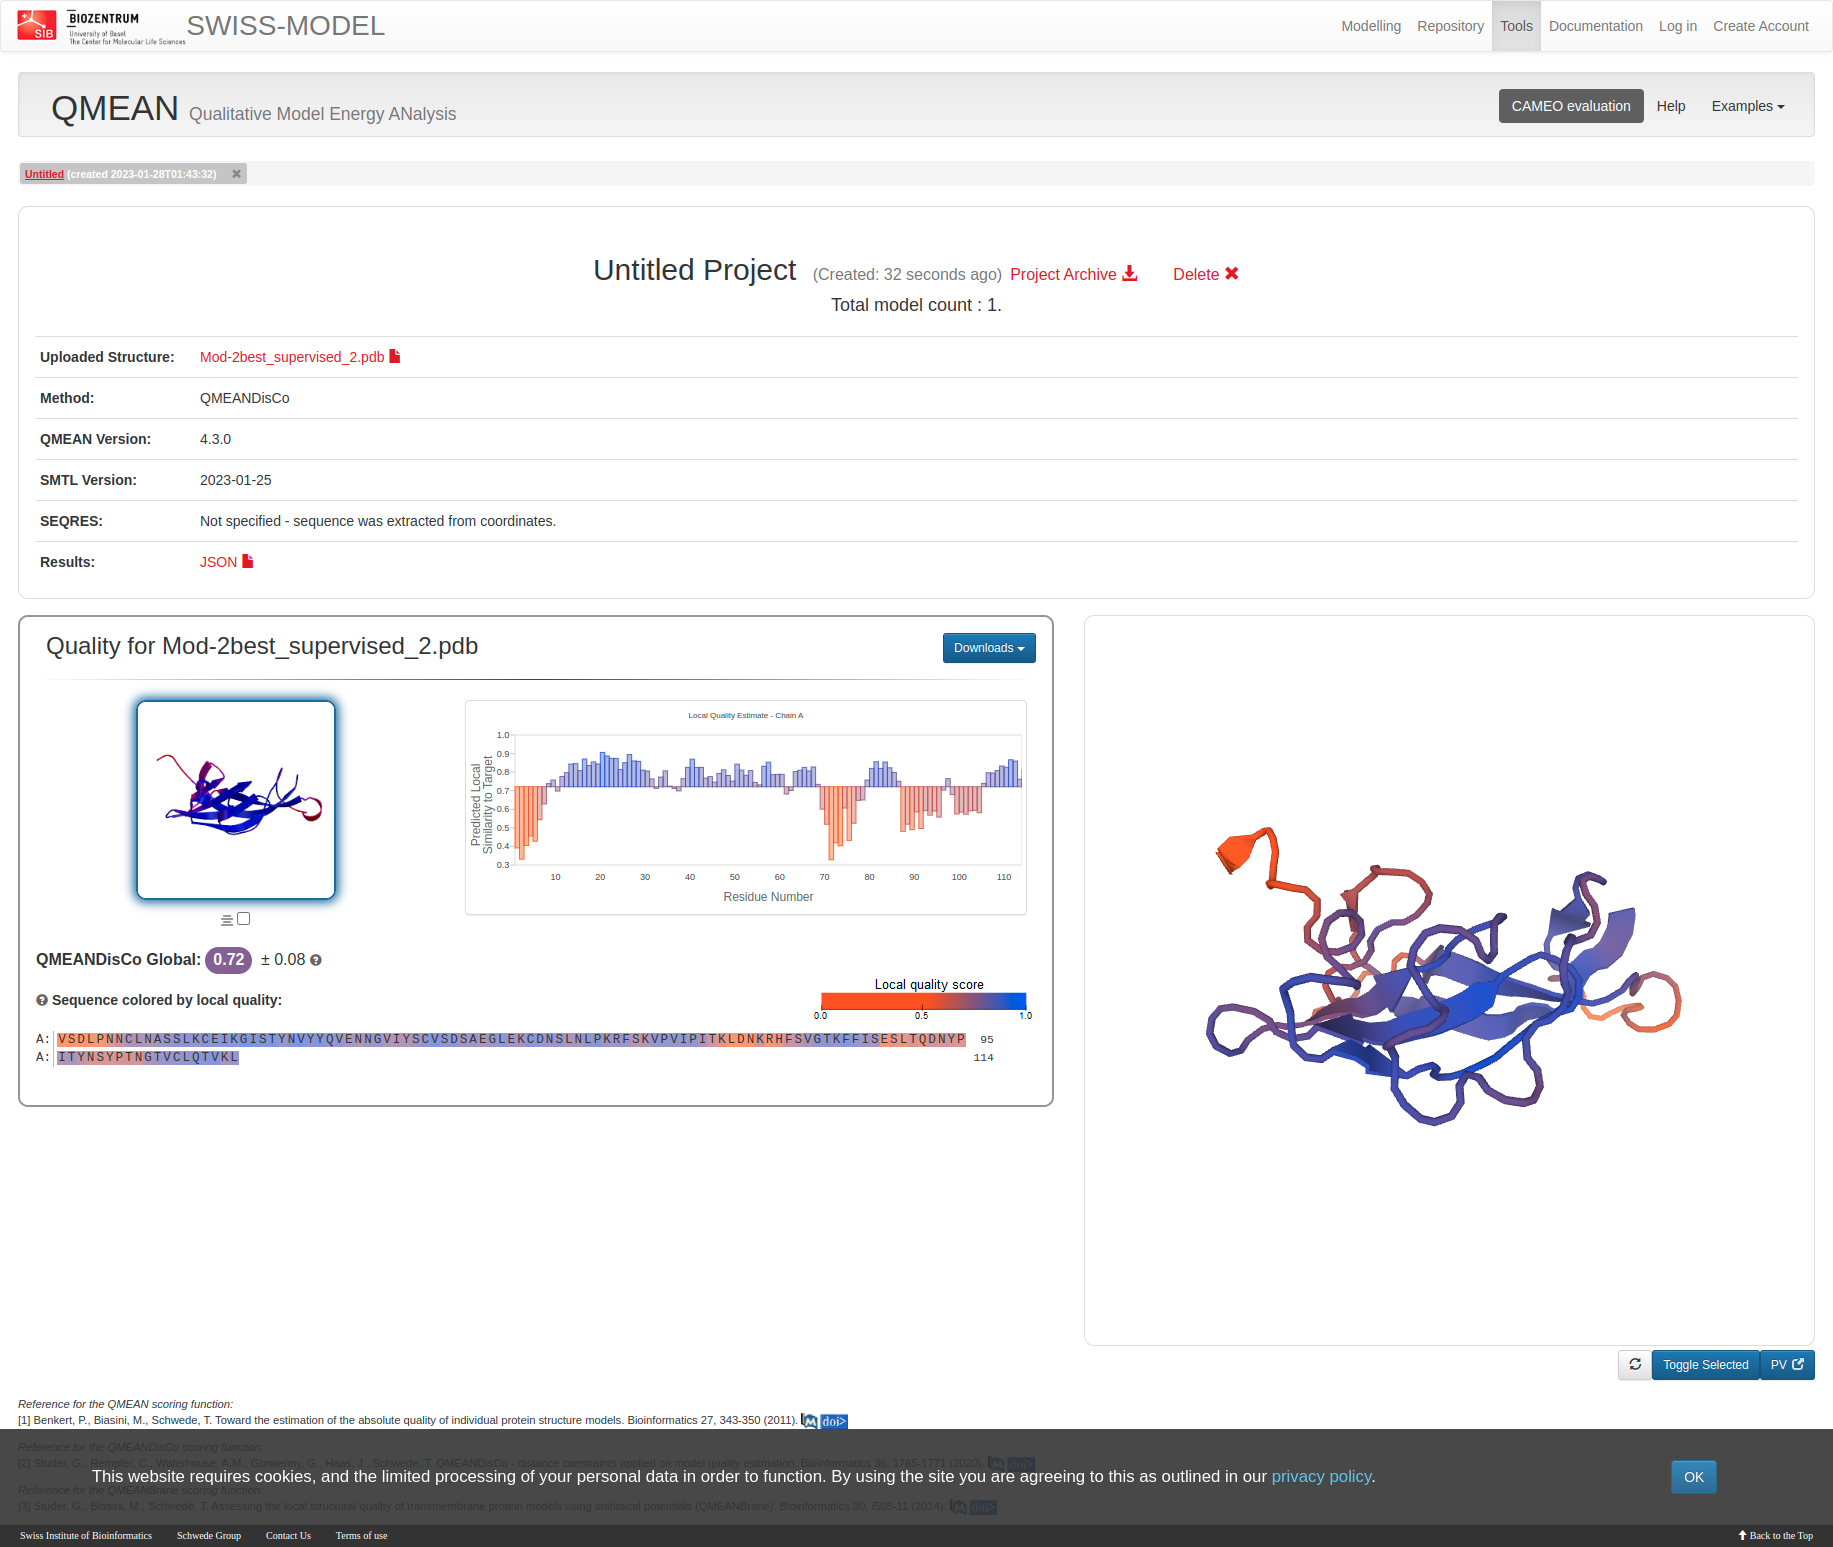 SIB
BIOZENTRUM
University of Basel
The Center for Molecular Life Sciences
SWISS-MODEL
Modelling Repository Tools Documentation Log in Create Account
QMEAN Qualitative Model Energy ANalysis
CAMEO evaluation Help Examples
Untitled (created 2023-01-28T01:43:32)
Untitled Project (Created: 32 seconds ago) Project Archive Delete
Total model count : 1.
Uploaded Structure: Mod-2best_supervised_2.pdb
Method: QMEANDisCo
QMEAN Version: 4.3.0
SMTL Version: 2023-01-25
SEQRES: Not specified - sequence was extracted from coordinates.
Results: JSON
Quality for Mod-2best_supervised_2.pdb
Downloads
Local Quality Estimate - Chain A
Predicted Local
Similarity to Target
1.0
0.9
0.8
0.7
0.6
0.5
0.4
0.3
10 20 30 40 50 60 70 80 90 100 110
Residue Number
QMEANDisCo Global: 0.72 ± 0.08
Sequence colored by local quality:
Local quality score
0.0 0.5 1.0
A: VSDLPNNCLNASSLKCEIKGISTYNVYYQVENNGVIYSCVSDSAEGLEKCDNSLNLPKRFSKVPVIPITKLDNKRHFSVGTKFFISESLTQDNYP 95
A: ITYNSYPTNGTVCLQTVKL 114
Toggle Selected PV
Reference for the QMEAN scoring function:
[1] Benkert, P., Biasini, M., Schwede, T. Toward the estimation of the absolute quality of individual protein structure models. Bioinformatics 27, 343-350 (2011). doi>
Reference for the QMEANDisCo scoring function:
[2] Studer, G., Rempfer, C., Waterhouse, A.M., Gumienny, G., Haas, J., Schwede, T. QMEANDisCo - distance constraints applied on model quality estimation. Bioinformatics 36, 1765-1771 (2020). doi>
This website requires cookies, and the limited processing of your personal data in order to function. By using the site you are agreeing to this as outlined in our privacy policy.
OK
Reference for the QMEANBrane scoring function:
[3] Studer, G., Biasini, M., Schwede, T. Assessing the local structural quality of transmembrane protein models using statistical potentials (QMEANBrane). Bioinformatics 30, i505-11 (2014). doi>
Swiss Institute of Bioinformatics Schwede Group Contact Us Terms of use
Back to the Top